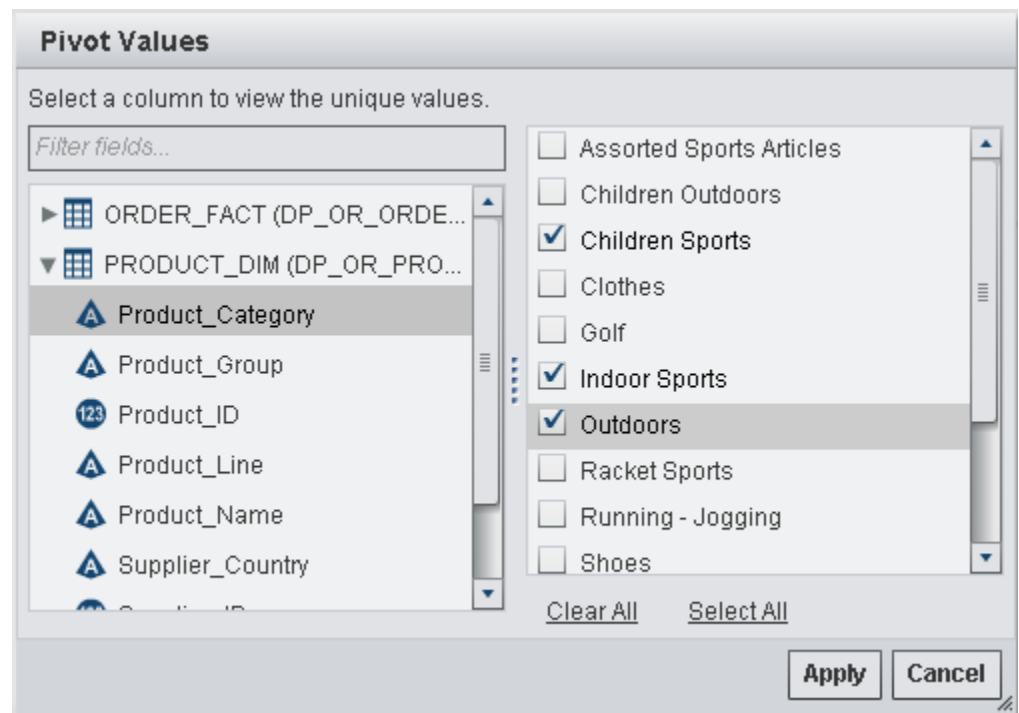 Pivot Values
Select a column to view the unique values.
Filter fields...
ORDER_FACT (DP_OR_ORDE...
PRODUCT_DIM (DP_OR_PRO...
A Product_Category
A Product_Group
123 Product_ID
A Product_Line
A Product_Name
A Supplier_Country
Assorted Sports Articles
Children Outdoors
Children Sports
Clothes
Golf
Indoor Sports
Outdoors
Racket Sports
Running - Jogging
Shoes
Clear All Select All
Apply Cancel